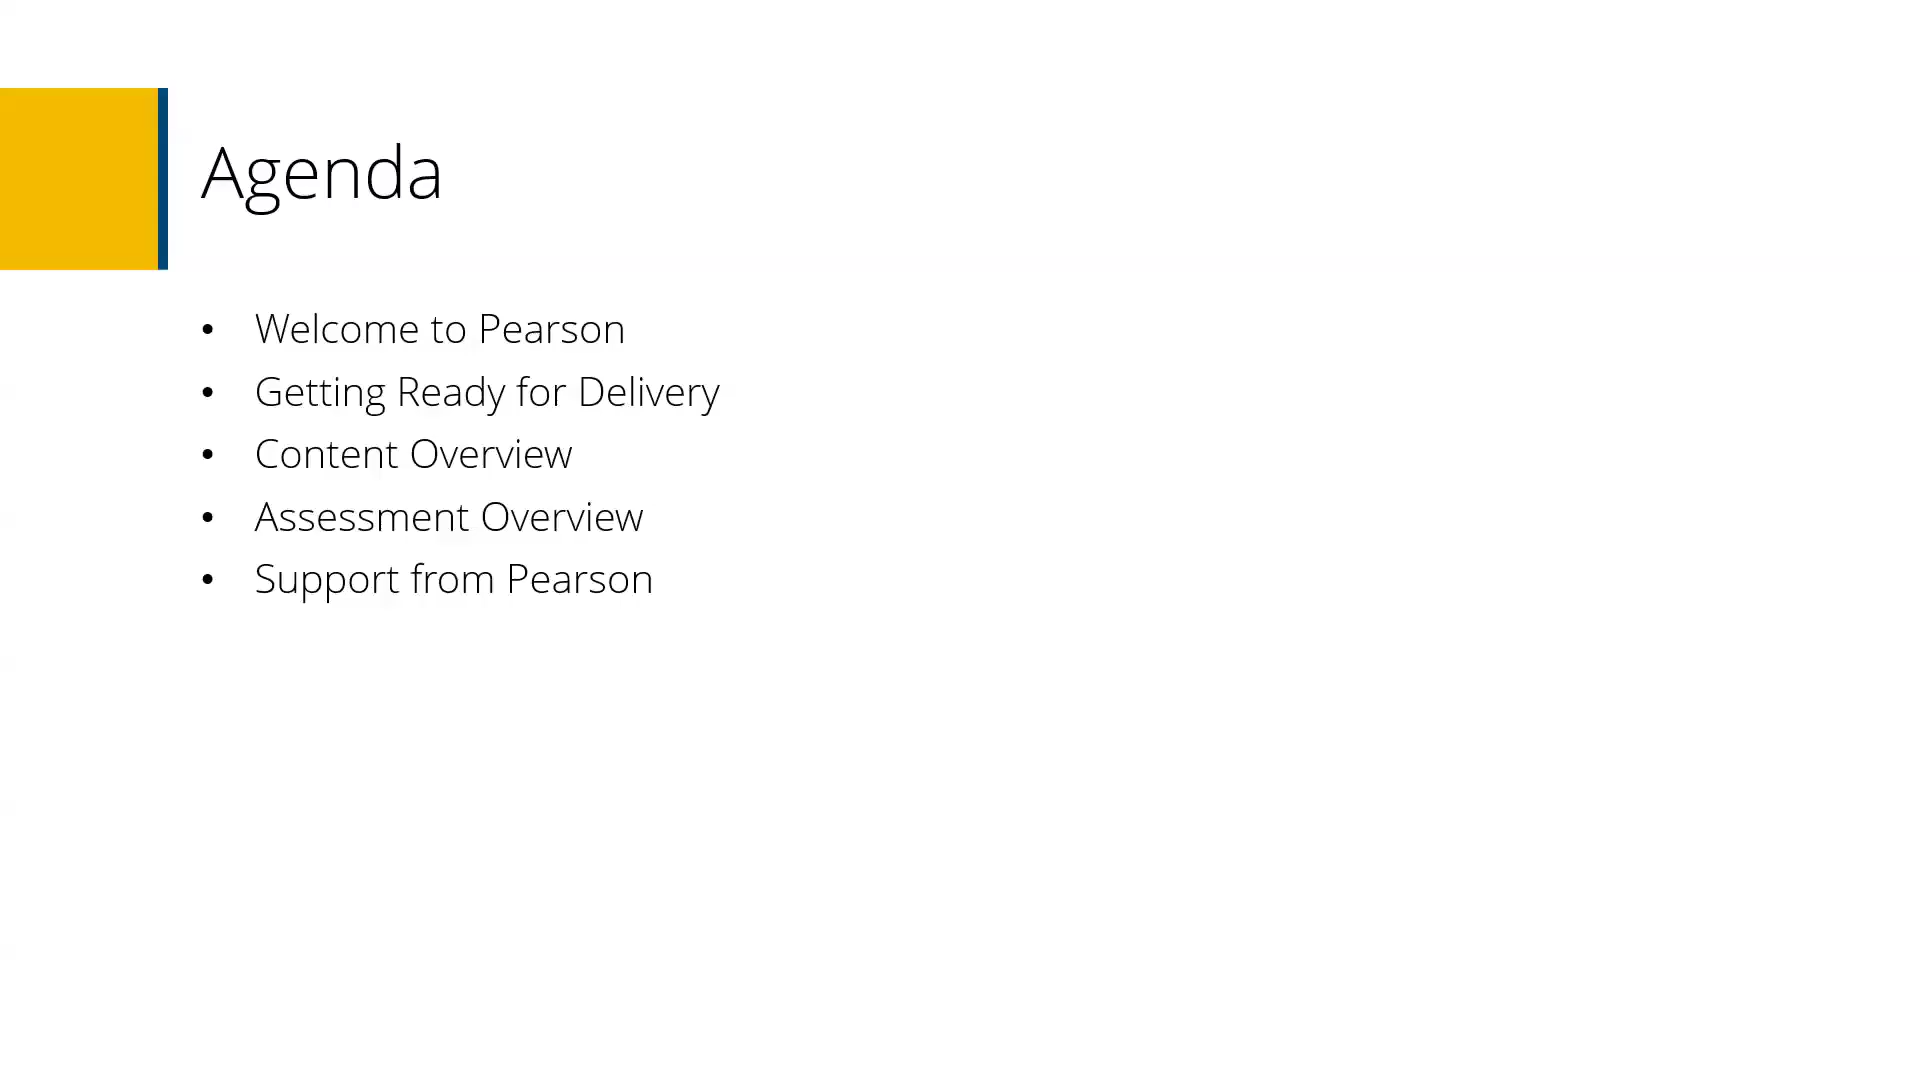 Agenda
• Welcome to Pearson
• Getting Ready for Delivery
• Content Overview
• Assessment Overview
• Support from Pearson